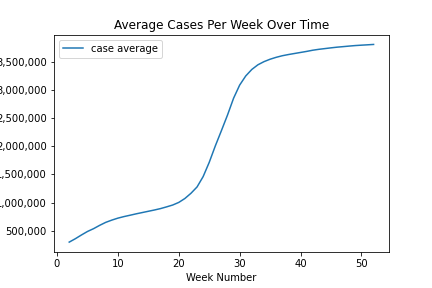 Average Cases Per Week Over Time
case average
3,500,000
3,000,000
2,500,000
2,000,000
1,500,000
1,000,000
500,000
0 10 20 30 40 50
Week Number